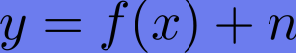 y = f(x) + n